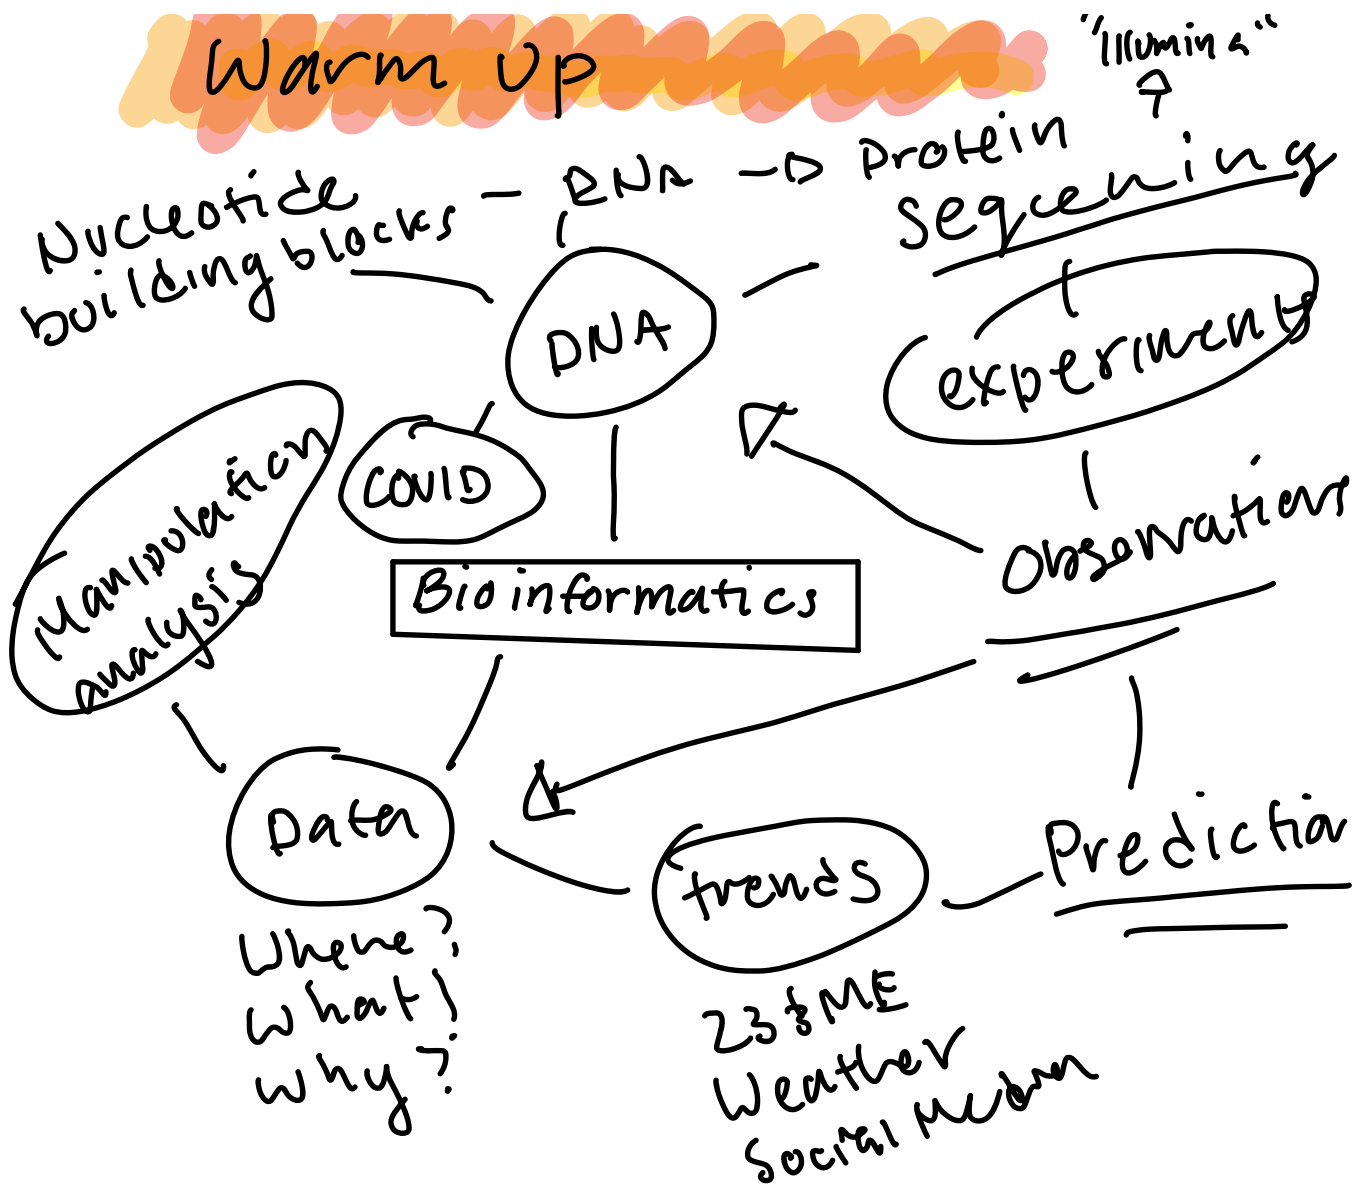 Warm Up
"Illumina"
Nucleotide
building blocks
– RNA → Protein
Seqcening
DNA
experiments
COVID
Manipulation
analysis
Observations
Bioinformatics
Data
trends
Prediction
Where?
What?
Why?
23&ME
Weather
Social Media